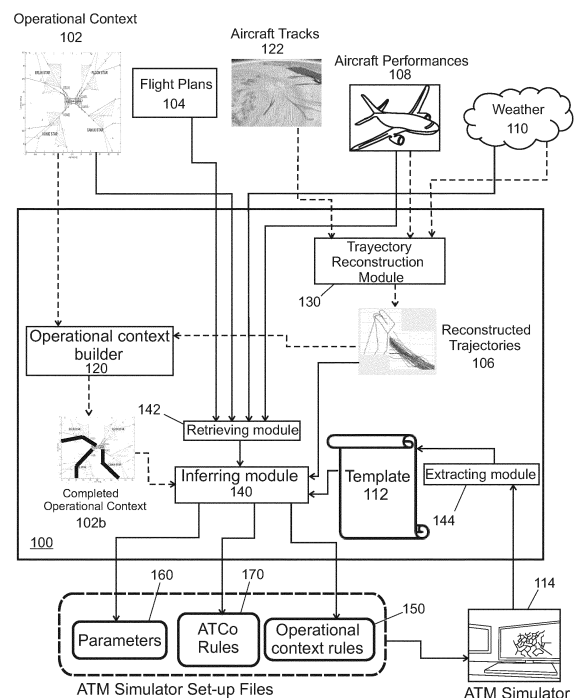 Operational Context
102
Aircraft Tracks
122
Aircraft Performances
108
Flight Plans
104
Weather
110
Trayectory
Reconstruction
Module
130
Operational context
builder
120
Reconstructed
Trajectories
106
142
Retrieving module
Inferring module
140
Template
112
Extracting module
144
Completed
Operational Context
102b
100
160
170
150
114
Parameters
ATCo
Rules
Operational
context rules
ATM Simulator Set-up Files
ATM Simulator